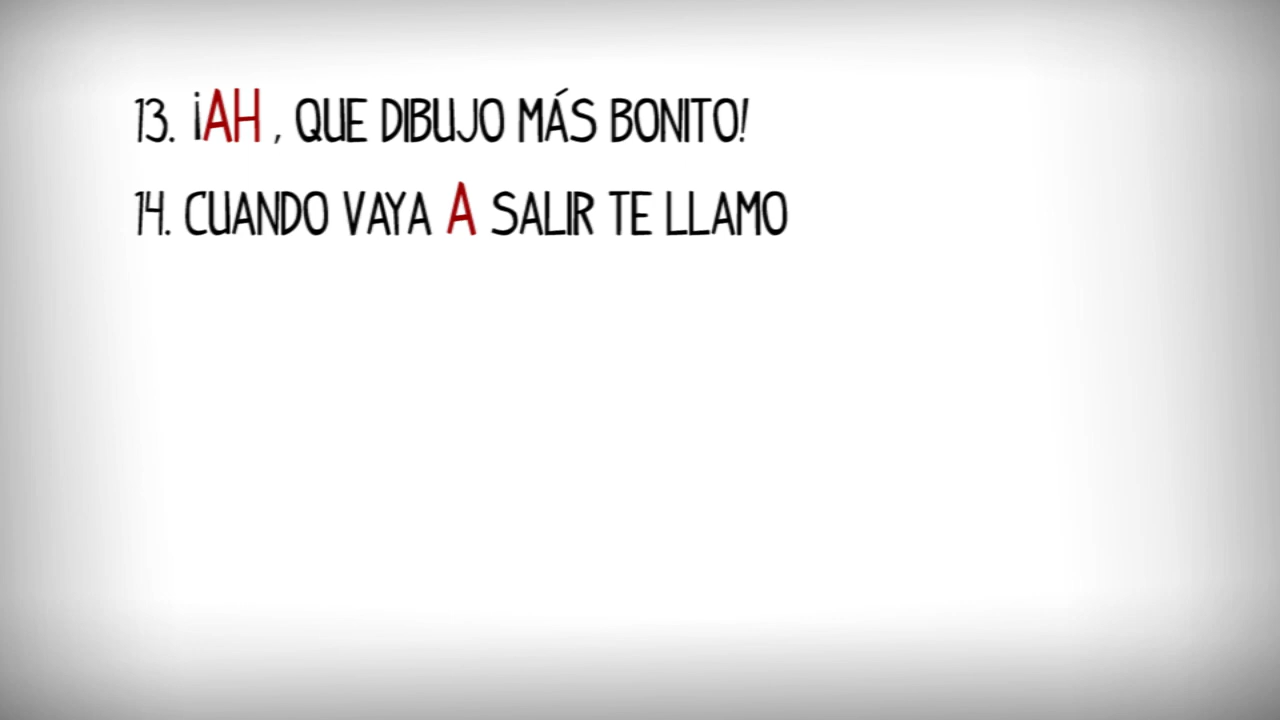 13. ¡AH , QUE DIBUJO MÁS BONITO!
14. CUANDO VAYA A SALIR TE LLAMO